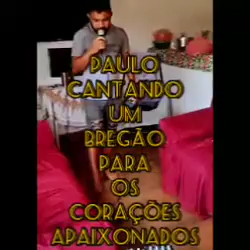 PAULO
CANTANDO
UM
BREGÃO
PARA
OS
CORAÇÕES
APAIXONADOS